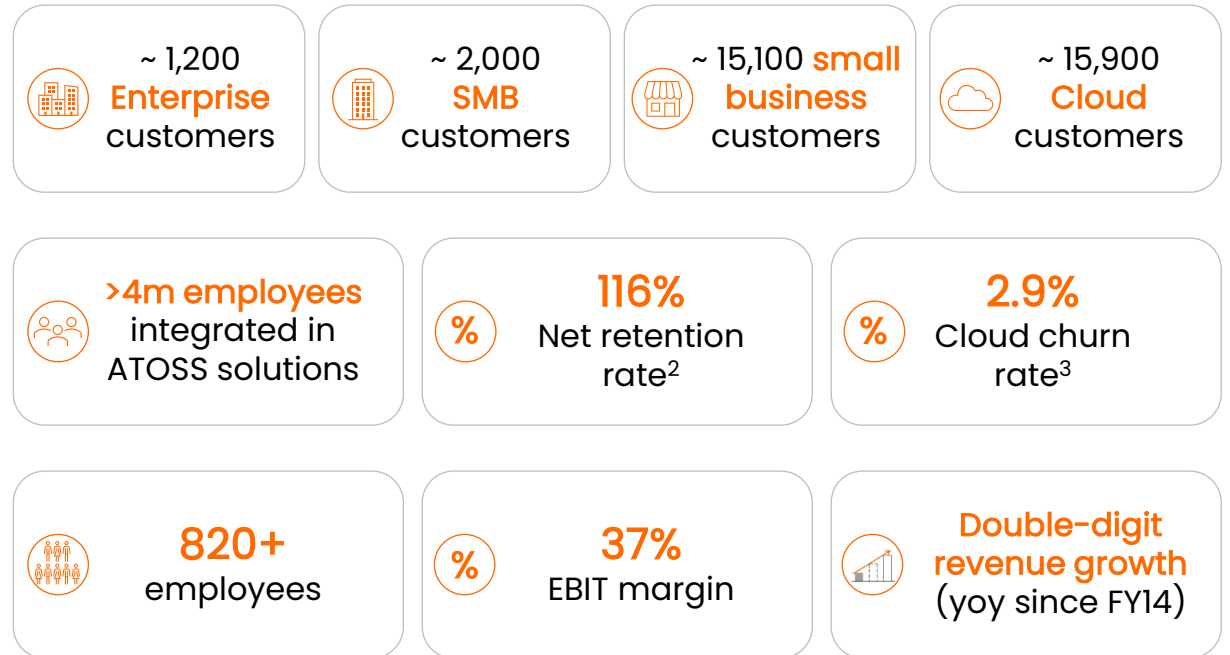 ~ 1,200
Enterprise
customers
~ 2,000
SMB
customers
~ 15,100 small
business
customers
~ 15,900
Cloud
customers
>4m employees
integrated in
ATOSS solutions
%
116%
Net retention
rate²
%
2.9%
Cloud churn
rate³
820+
employees
%
37%
EBIT margin
Double-digit
revenue growth
(yoy since FY14)